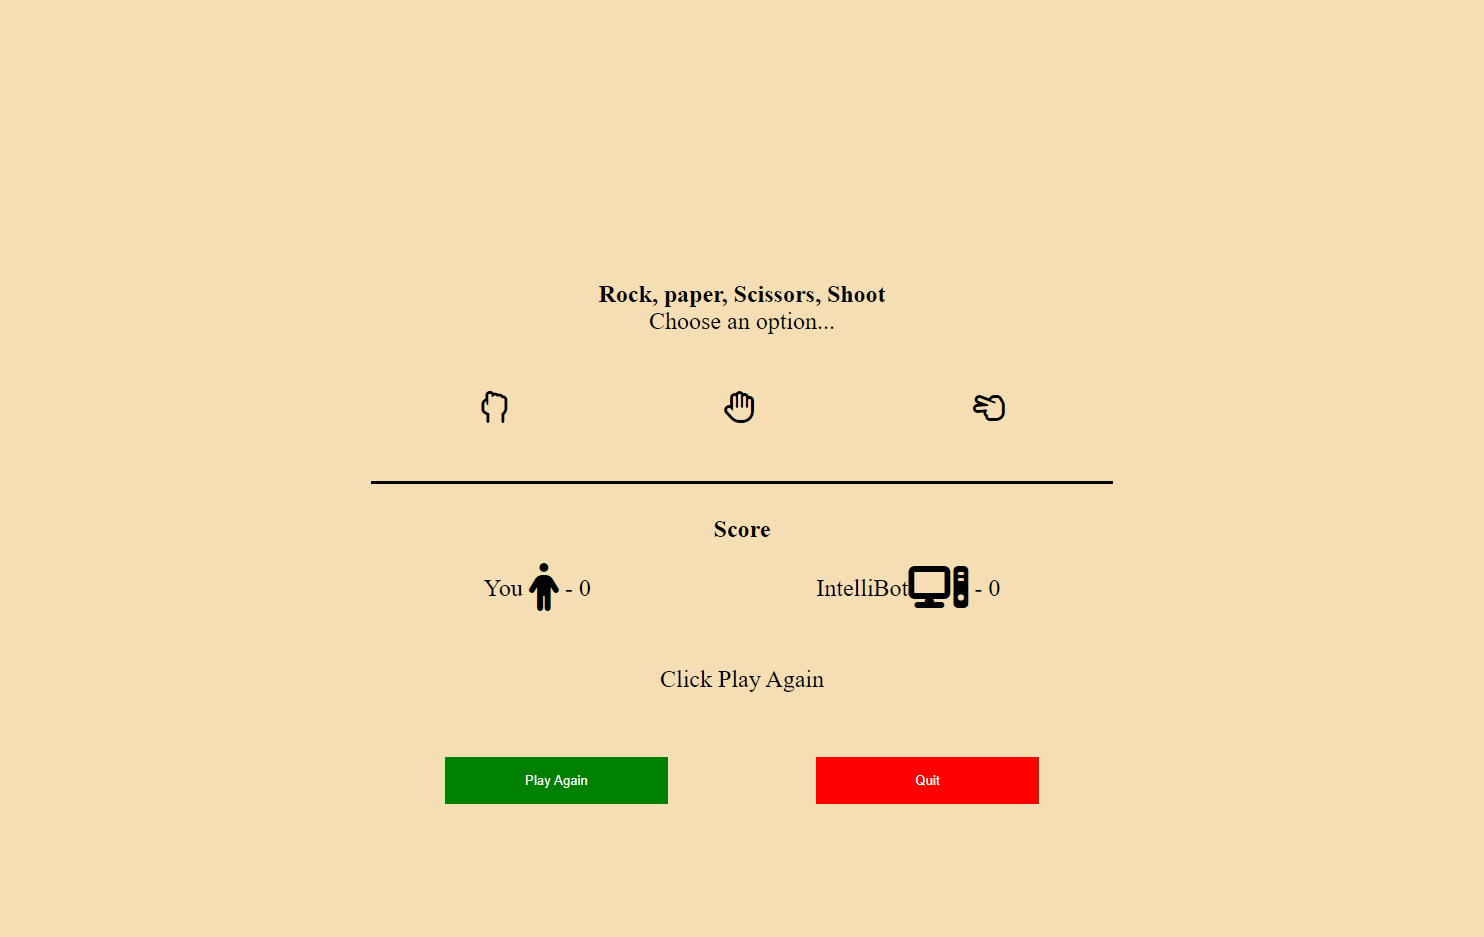 Rock, paper, Scissors, Shoot
Choose an option...
Score
You - 0
IntelliBot - 0
Click Play Again
Play Again
Quit